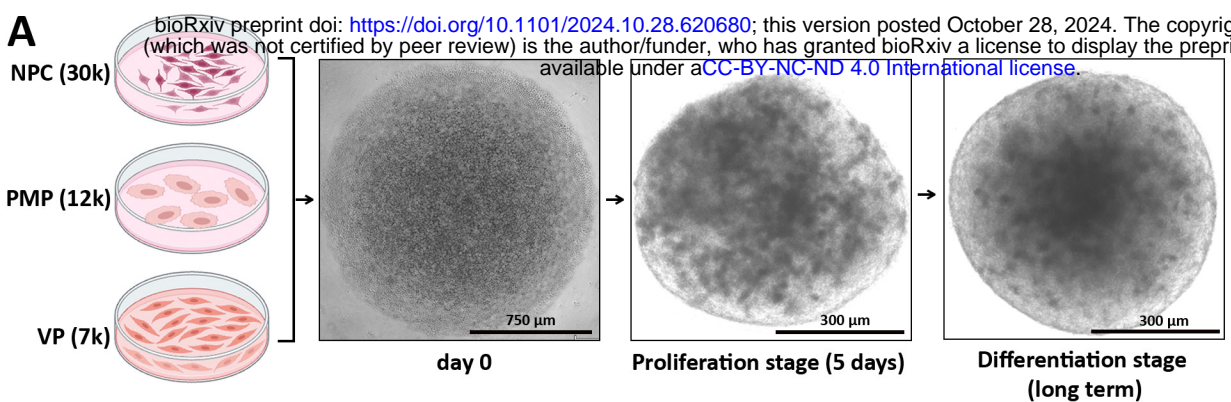 A
bioRxiv preprint doi: https://doi.org/10.1101/2024.10.28.620680; this version posted October 28, 2024. The
(which was not certified by peer review) is the author/funder, who has granted bioRxiv a license to display the
available under aCC-BY-NC-ND 4.0 International license.
NPC (30k)
PMP (12k)
VP (7k)
750 µm
300 µm
300 µm
day 0
Proliferation stage (5 days)
Differentiation stage
(long term)